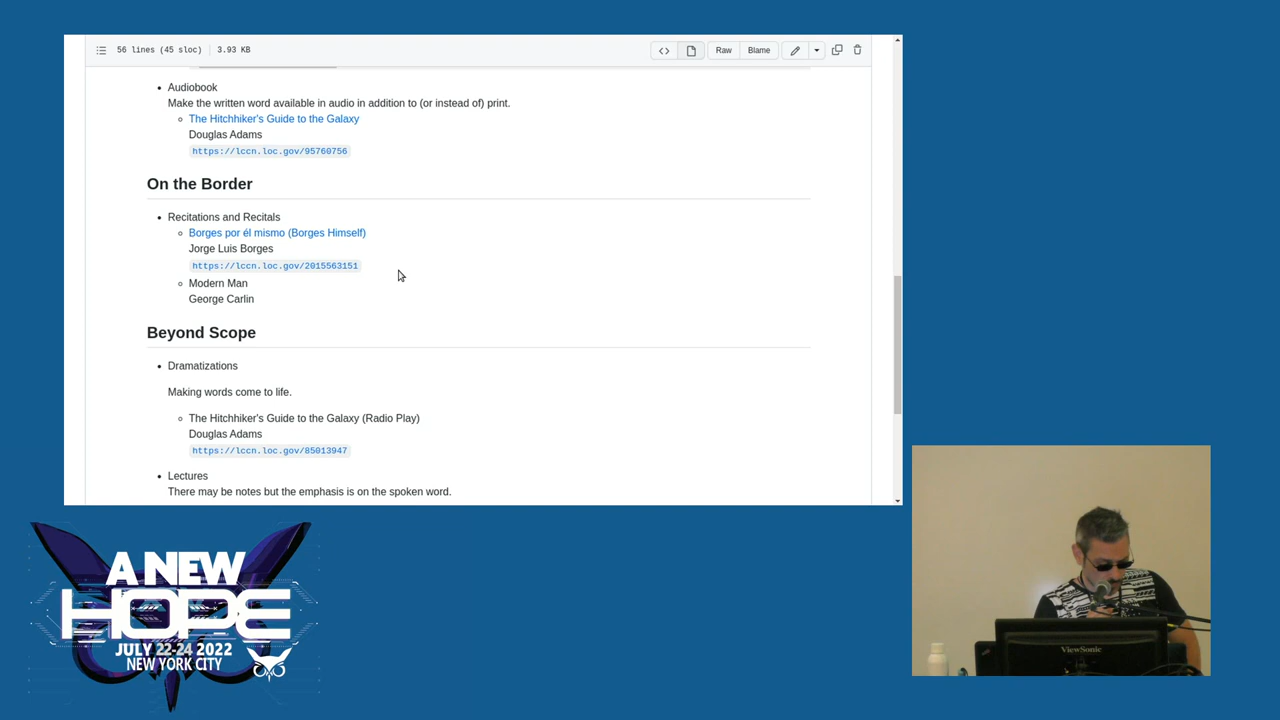 56 lines (45 sloc) | 3.93 KB
Raw
Blame
• Audiobook
Make the written word available in audio in addition to (or instead of) print.
The Hitchhiker's Guide to the Galaxy
Douglas Adams
https://lccn.loc.gov/95760756
On the Border
• Recitations and Recitals
Borges por él mismo (Borges Himself)
Jorge Luis Borges
https://lccn.loc.gov/2015563151
Modern Man
George Carlin
Beyond Scope
• Dramatizations
Making words come to life.
The Hitchhiker's Guide to the Galaxy (Radio Play)
Douglas Adams
https://lccn.loc.gov/85013947
• Lectures
There may be notes but the emphasis is on the spoken word.
A NEW
HOPE
JULY 22-24 2022
NEW YORK CITY
ViewSonic